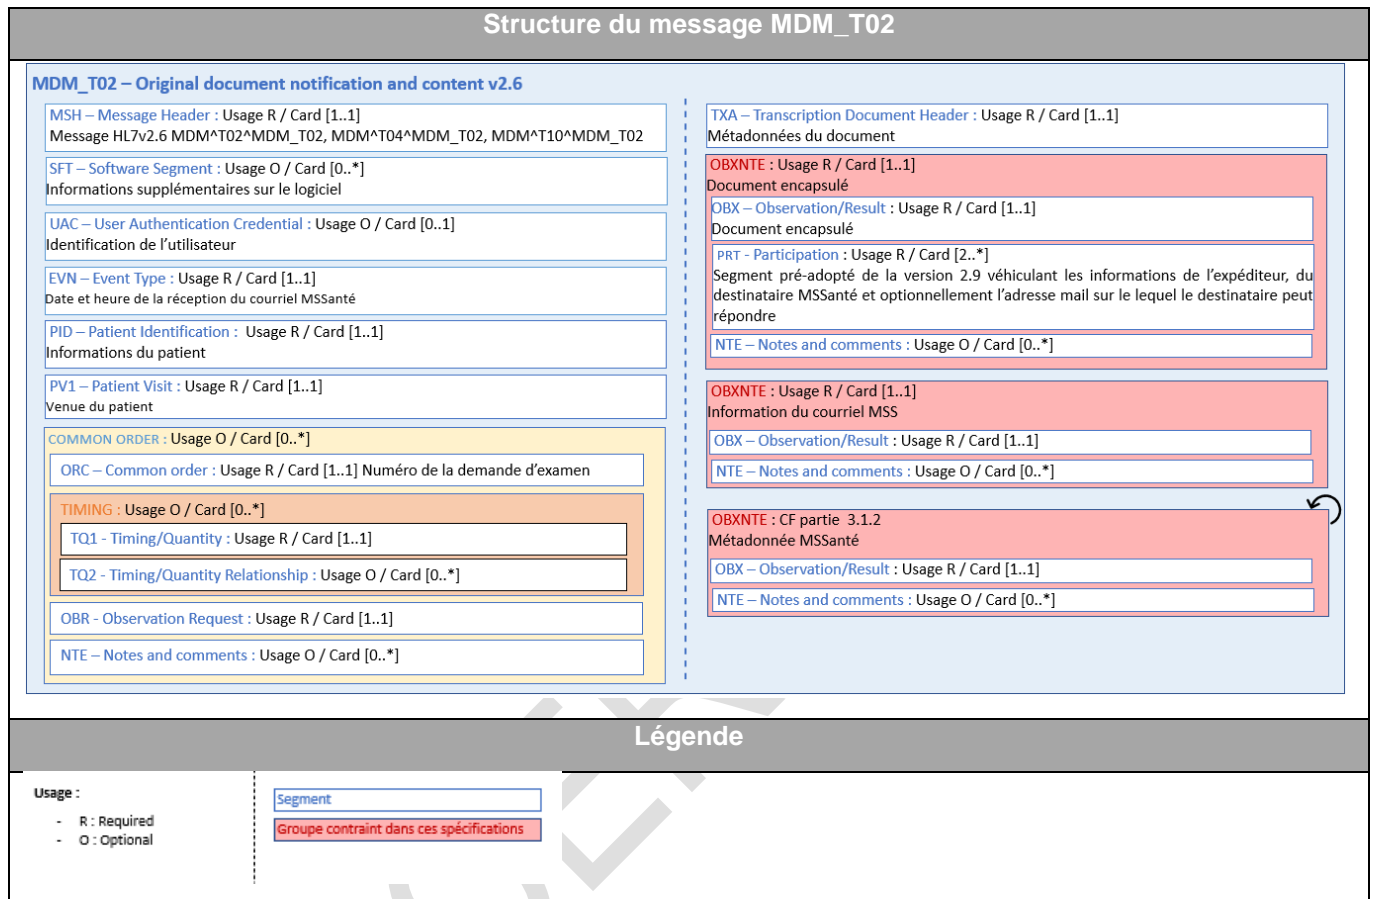 Structure du message MDM_T02
MDM_T02 – Original document notification and content v2.6
MSH – Message Header : Usage R / Card [1..1]
Message HL7v2.6 MDM^T02^MDM_T02, MDM^T04^MDM_T02, MDM^T10^MDM_T02
SFT – Software Segment : Usage O / Card [0..*]
Informations supplémentaires sur le logiciel
UAC – User Authentication Credential : Usage O / Card [0..1]
Identification de l’utilisateur
EVN – Event Type : Usage R / Card [1..1]
Date et heure de la réception du courriel MSSanté
PID – Patient Identification : Usage R / Card [1..1]
Informations du patient
PV1 – Patient Visit : Usage R / Card [1..1]
Venue du patient
COMMON ORDER : Usage O / Card [0..*]
ORC – Common order : Usage R / Card [1..1] Numéro de la demande d’examen
TIMING : Usage O / Card [0..*]
TQ1 - Timing/Quantity : Usage R / Card [1..1]
TQ2 - Timing/Quantity Relationship : Usage O / Card [0..*]
OBR - Observation Request : Usage R / Card [1..1]
NTE – Notes and comments : Usage O / Card [0..*]
TXA – Transcription Document Header : Usage R / Card [1..1]
Métadonnées du document
OBXNTE : Usage R / Card [1..1]
Document encapsulé
OBX – Observation/Result : Usage R / Card [1..1]
Document encapsulé
PRT - Participation : Usage R / Card [2..*]
Segment pré-adopté de la version 2.9 véhiculant les informations de l’expéditeur, du
destinataire MSSanté et optionnellement l’adresse mail sur le lequel le destinataire peut
répondre
NTE – Notes and comments : Usage O / Card [0..*]
OBXNTE : Usage R / Card [1..1]
Information du courriel MSS
OBX – Observation/Result : Usage R / Card [1..1]
NTE – Notes and comments : Usage O / Card [0..*]
OBXNTE : CF partie 3.1.2
Métadonnée MSSanté
OBX – Observation/Result : Usage R / Card [1..1]
NTE – Notes and comments : Usage O / Card [0..*]
Légende
Usage :
- R : Required
- O : Optional
Segment
Groupe contraint dans ces spécifications